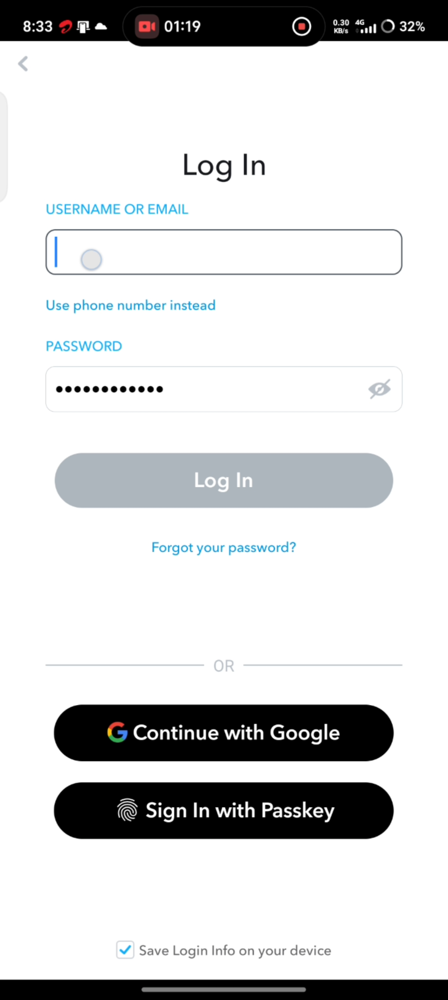 8:33 01:19 0.30 KB/s 4G 32%
Log In
USERNAME OR EMAIL
Use phone number instead
PASSWORD
••••••••••••
Log In
Forgot your password?
OR
Continue with Google
Sign In with Passkey
Save Login Info on your device